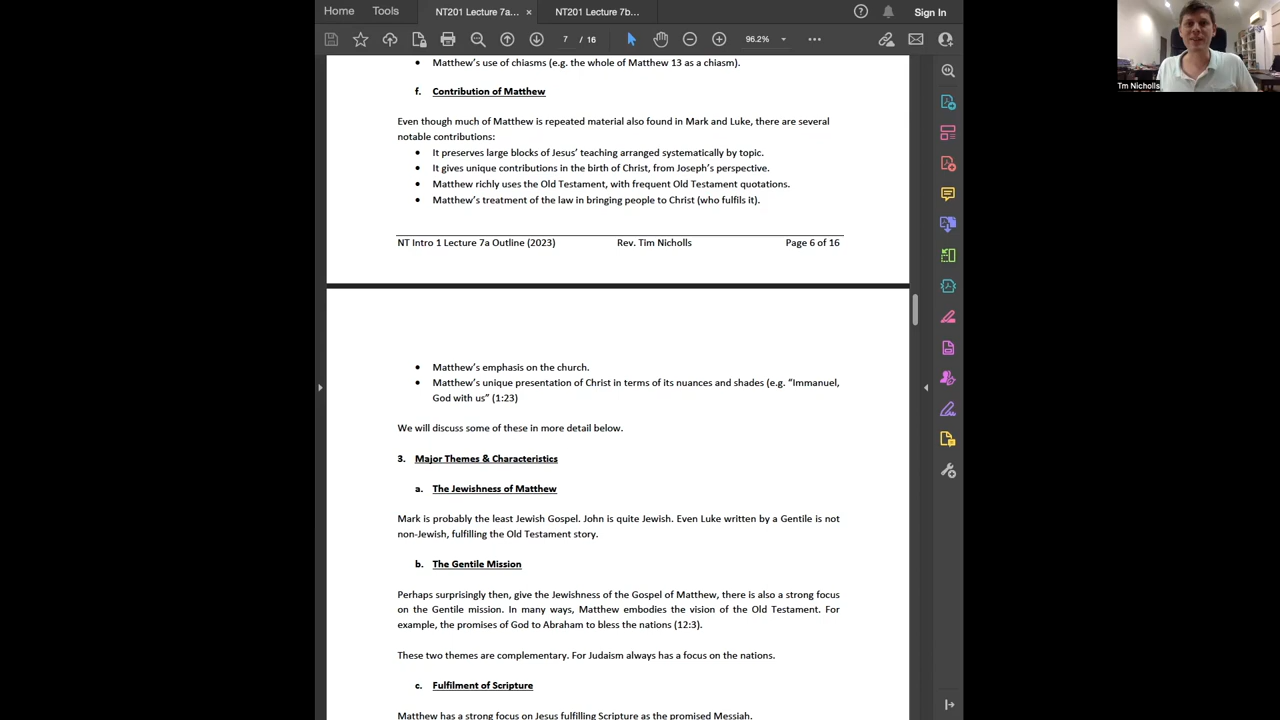 Home Tools NT201 Lecture 7a... × NT201 Lecture 7b... Sign In
7 / 16 96.2%
Tm Nicholls
• Matthew’s use of chiasms (e.g. the whole of Matthew 13 as a chiasm).
f. Contribution of Matthew
Even though much of Matthew is repeated material also found in Mark and Luke, there are several
notable contributions:
• It preserves large blocks of Jesus’ teaching arranged systematically by topic.
• It gives unique contributions in the birth of Christ, from Joseph’s perspective.
• Matthew richly uses the Old Testament, with frequent Old Testament quotations.
• Matthew’s treatment of the law in bringing people to Christ (who fulfils it).
NT Intro 1 Lecture 7a Outline (2023) Rev. Tim Nicholls Page 6 of 16
• Matthew’s emphasis on the church.
• Matthew’s unique presentation of Christ in terms of its nuances and shades (e.g. “Immanuel,
God with us” (1:23)
We will discuss some of these in more detail below.
3. Major Themes & Characteristics
a. The Jewishness of Matthew
Mark is probably the least Jewish Gospel. John is quite Jewish. Even Luke written by a Gentile is not
non-Jewish, fulfilling the Old Testament story.
b. The Gentile Mission
Perhaps surprisingly then, give the Jewishness of the Gospel of Matthew, there is also a strong focus
on the Gentile mission. In many ways, Matthew embodies the vision of the Old Testament. For
example, the promises of God to Abraham to bless the nations (12:3).
These two themes are complementary. For Judaism always has a focus on the nations.
c. Fulfilment of Scripture
Matthew has a strong focus on Jesus fulfilling Scripture as the promised Messiah.